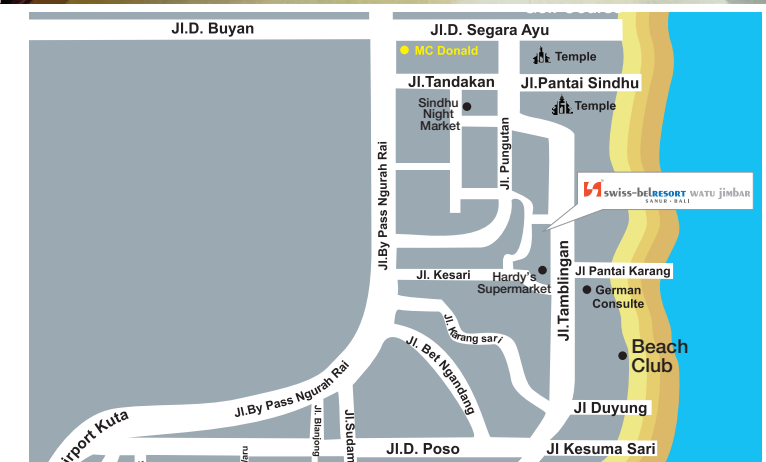 Jl.D. Buyan
Jl.D. Segara Ayu
MC Donald
Temple
Jl.Tandakan
Jl.Pantai Sindhu
Sindhu
Night
Market
Temple
Jl. Pungutan
Jl.By Pass Ngurah Rai
swiss-belRESORT WATU JIMBAR
SANUR - BALI
Jl.Tamblingan
Jl. Kesari
Hardy's
Supermarket
Jl Pantai Karang
German
Consulte
Jl. Karang sari
Jl. Bet Ngandang
Beach
Club
Jl.By Pass Ngurah Rai
Jl. Blanjong
Jl.Sudam
Jl Duyung
irport Kuta
Jl.D. Poso
Jl Kesuma Sari